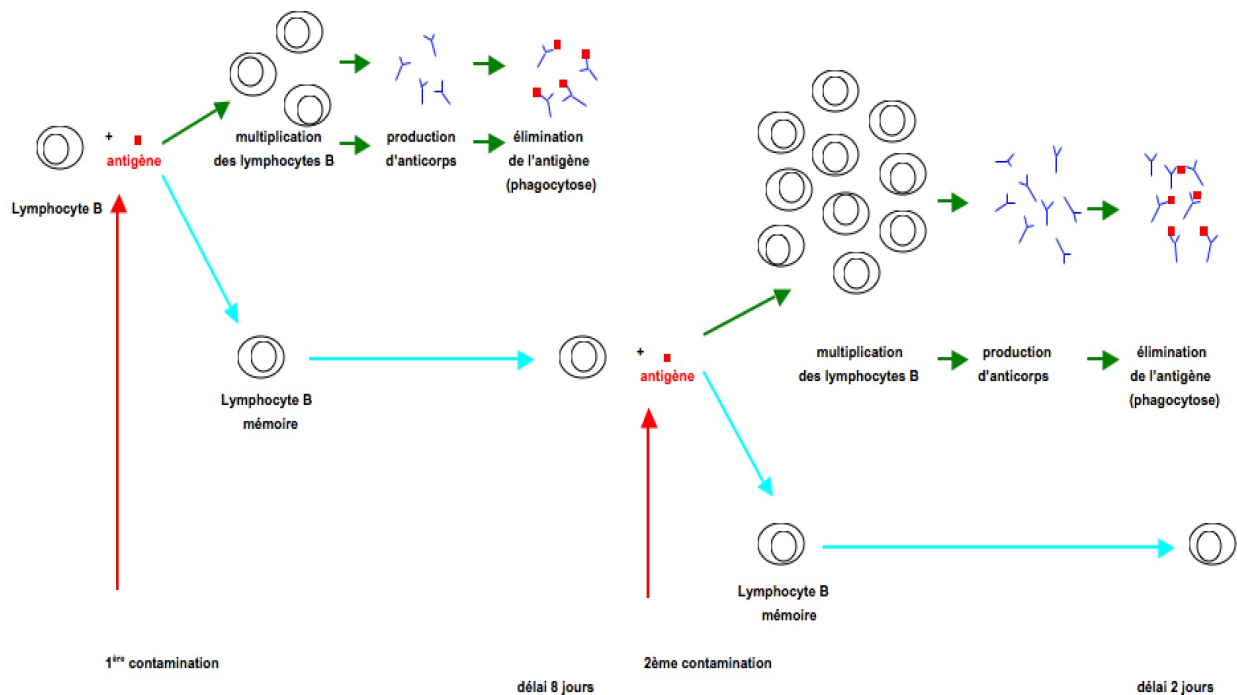 +
antigène
Lymphocyte B
multiplication
des lymphocytes B
production
d'anticorps
élimination
de l'antigène
(phagocytose)
Lymphocyte B
mémoire
+
antigène
multiplication
des lymphocytes B
production
d'anticorps
élimination
de l'antigène
(phagocytose)
Lymphocyte B
mémoire
1ère contamination
délai 8 jours
2ème contamination
délai 2 jours